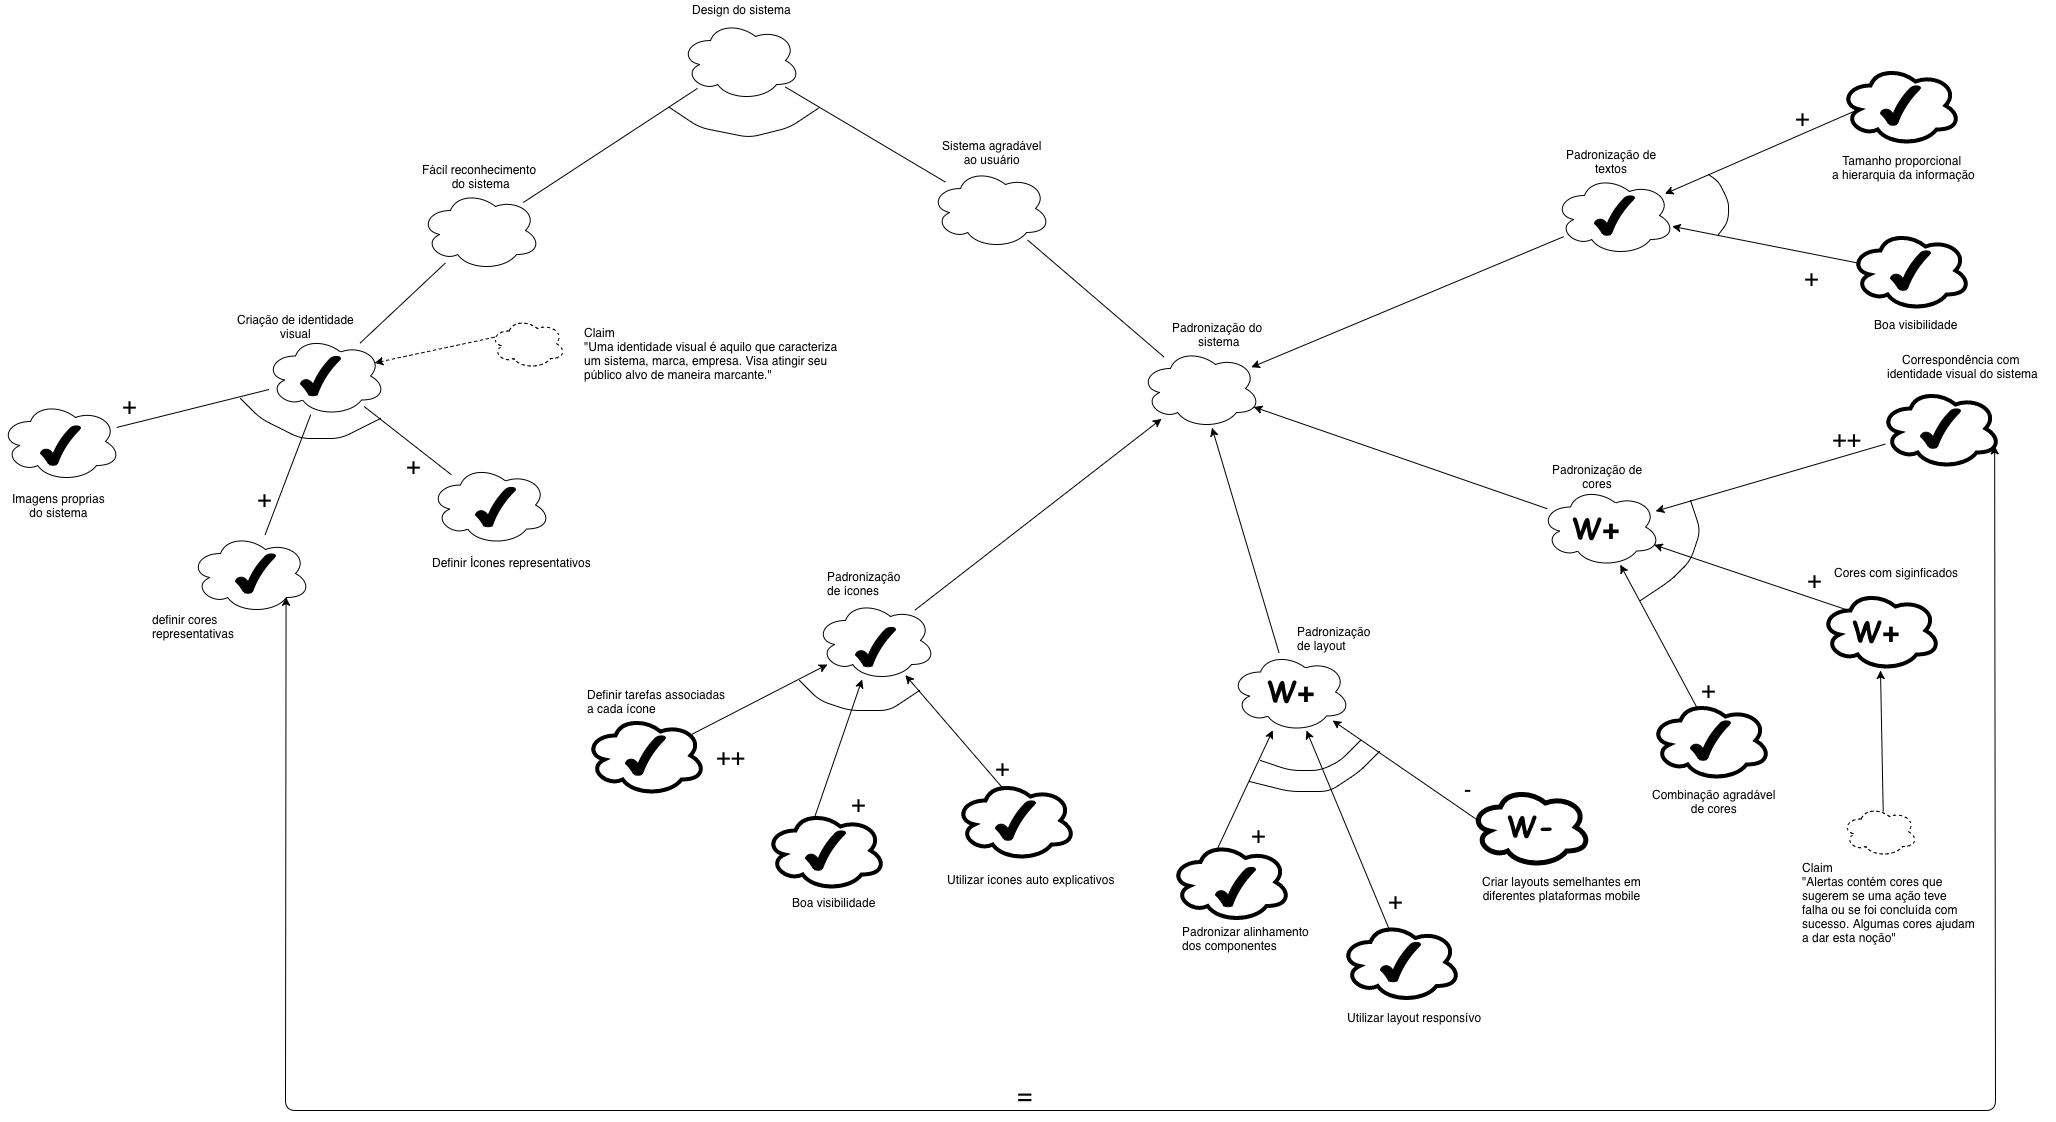 Design do sistema
Sistema agradável
ao usuário
Fácil reconhecimento
do sistema
Padronização de
textos
+
Tamanho proporcional
a hierarquia da informação
+
Boa visibilidade
Criação de identidade
visual
Claim
"Uma identidade visual é aquilo que caracteriza
um sistema, marca, empresa. Visa atingir seu
público alvo de maneira marcante."
Padronização do
sistema
Correspondência com
identidade visual do sistema
++
+
Imagens proprias
do sistema
+
definir cores
representativas
+
Definir Ícones representativos
Padronização de
cores
W+
Cores com siginficados
+
W+
Padronização
de ícones
Padronização
de layout
W+
Definir tarefas associadas
a cada ícone
++
+
Boa visibilidade
+
Utilizar ícones auto explicativos
+
Padronizar alinhamento
dos componentes
+
Utilizar layout responsívo
-
W-
Criar layouts semelhantes em
diferentes plataformas mobile
+
Combinação agradável
de cores
Claim
"Alertas contém cores que
sugerem se uma ação teve
falha ou se foi concluída com
sucesso. Algumas cores ajudam
a dar esta noção"
=